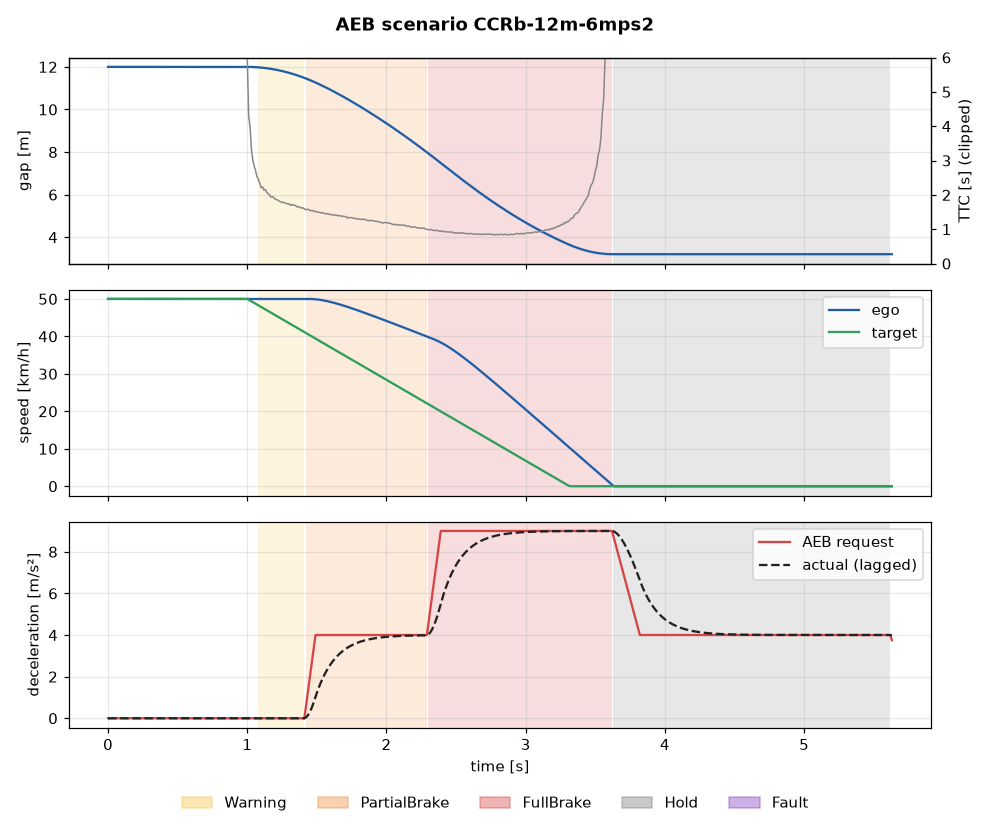 AEB scenario CCRb-12m-6mps2
12
10
8
6
4
gap [m]
6
5
4
3
2
1
0
TTC [s] (clipped)
50
40
30
20
10
0
speed [km/h]
ego
target
8
6
4
2
0
deceleration [m/s²]
AEB request
actual (lagged)
0 1 2 3 4 5
time [s]
Warning PartialBrake FullBrake Hold Fault